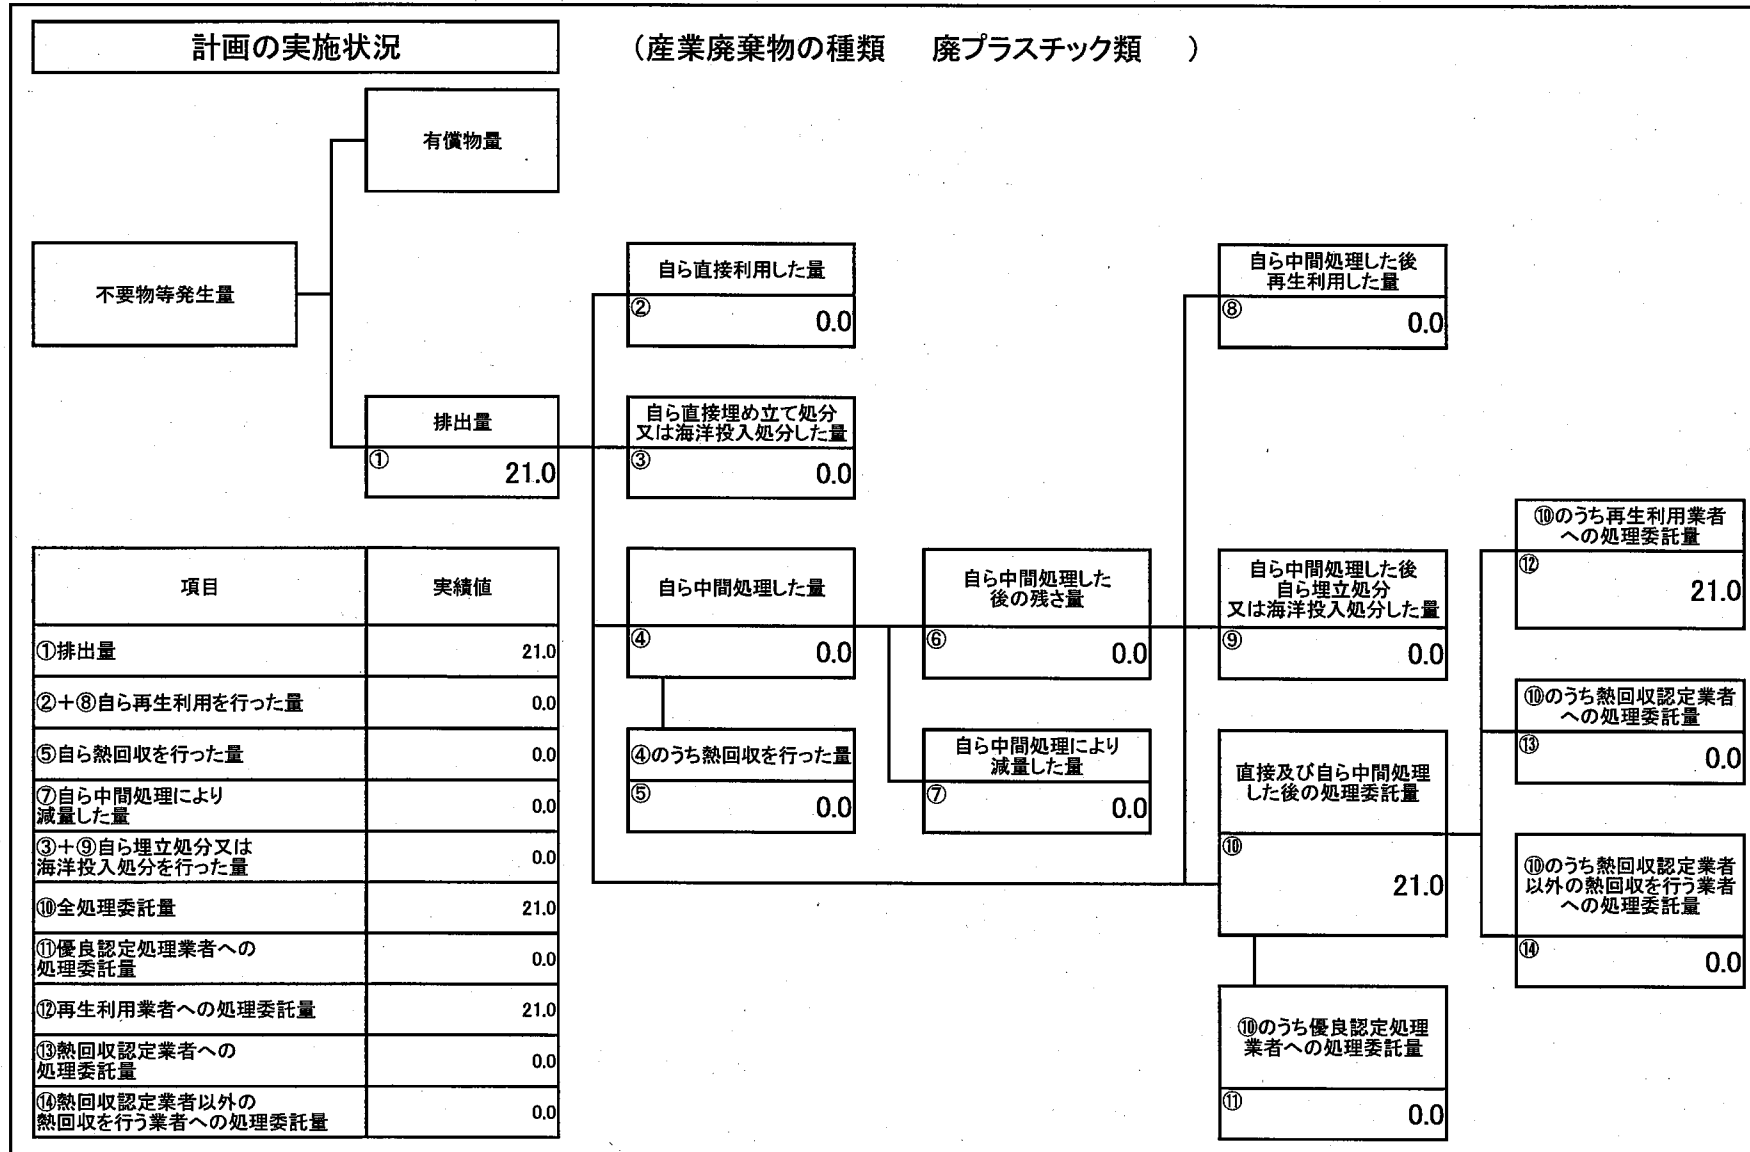 計画の実施状況
（産業廃棄物の種類　廃プラスチック類　）
有償物量
不要物等発生量
排出量
①
21.0
自ら直接利用した量
②
0.0
自ら直接埋め立て処分
又は海洋投入処分した量
③
0.0
自ら中間処理した量
④
0.0
④のうち熱回収を行った量
⑤
0.0
自ら中間処理した
後の残さ量
⑥
0.0
自ら中間処理により
減量した量
⑦
0.0
自ら中間処理した後
再生利用した量
⑧
0.0
自ら中間処理した後
自ら埋立処分
又は海洋投入処分した量
⑨
0.0
直接及び自ら中間処理
した後の処理委託量
⑩
21.0
⑩のうち優良認定処理
業者への処理委託量
⑪
0.0
⑩のうち再生利用業者
への処理委託量
⑫
21.0
⑩のうち熱回収認定業者
への処理委託量
⑬
0.0
⑩のうち熱回収認定業者
以外の熱回収を行う業者
への処理委託量
⑭
0.0
項目 実績値
①排出量 21.0
②＋⑧自ら再生利用を行った量 0.0
⑤自ら熱回収を行った量 0.0
⑦自ら中間処理により
減量した量 0.0
③＋⑨自ら埋立処分又は
海洋投入処分を行った量 0.0
⑩全処理委託量 21.0
⑪優良認定処理業者への
処理委託量 0.0
⑫再生利用業者への処理委託量 21.0
⑬熱回収認定業者への
処理委託量 0.0
⑭熱回収認定業者以外の
熱回収を行う業者への処理委託量 0.0